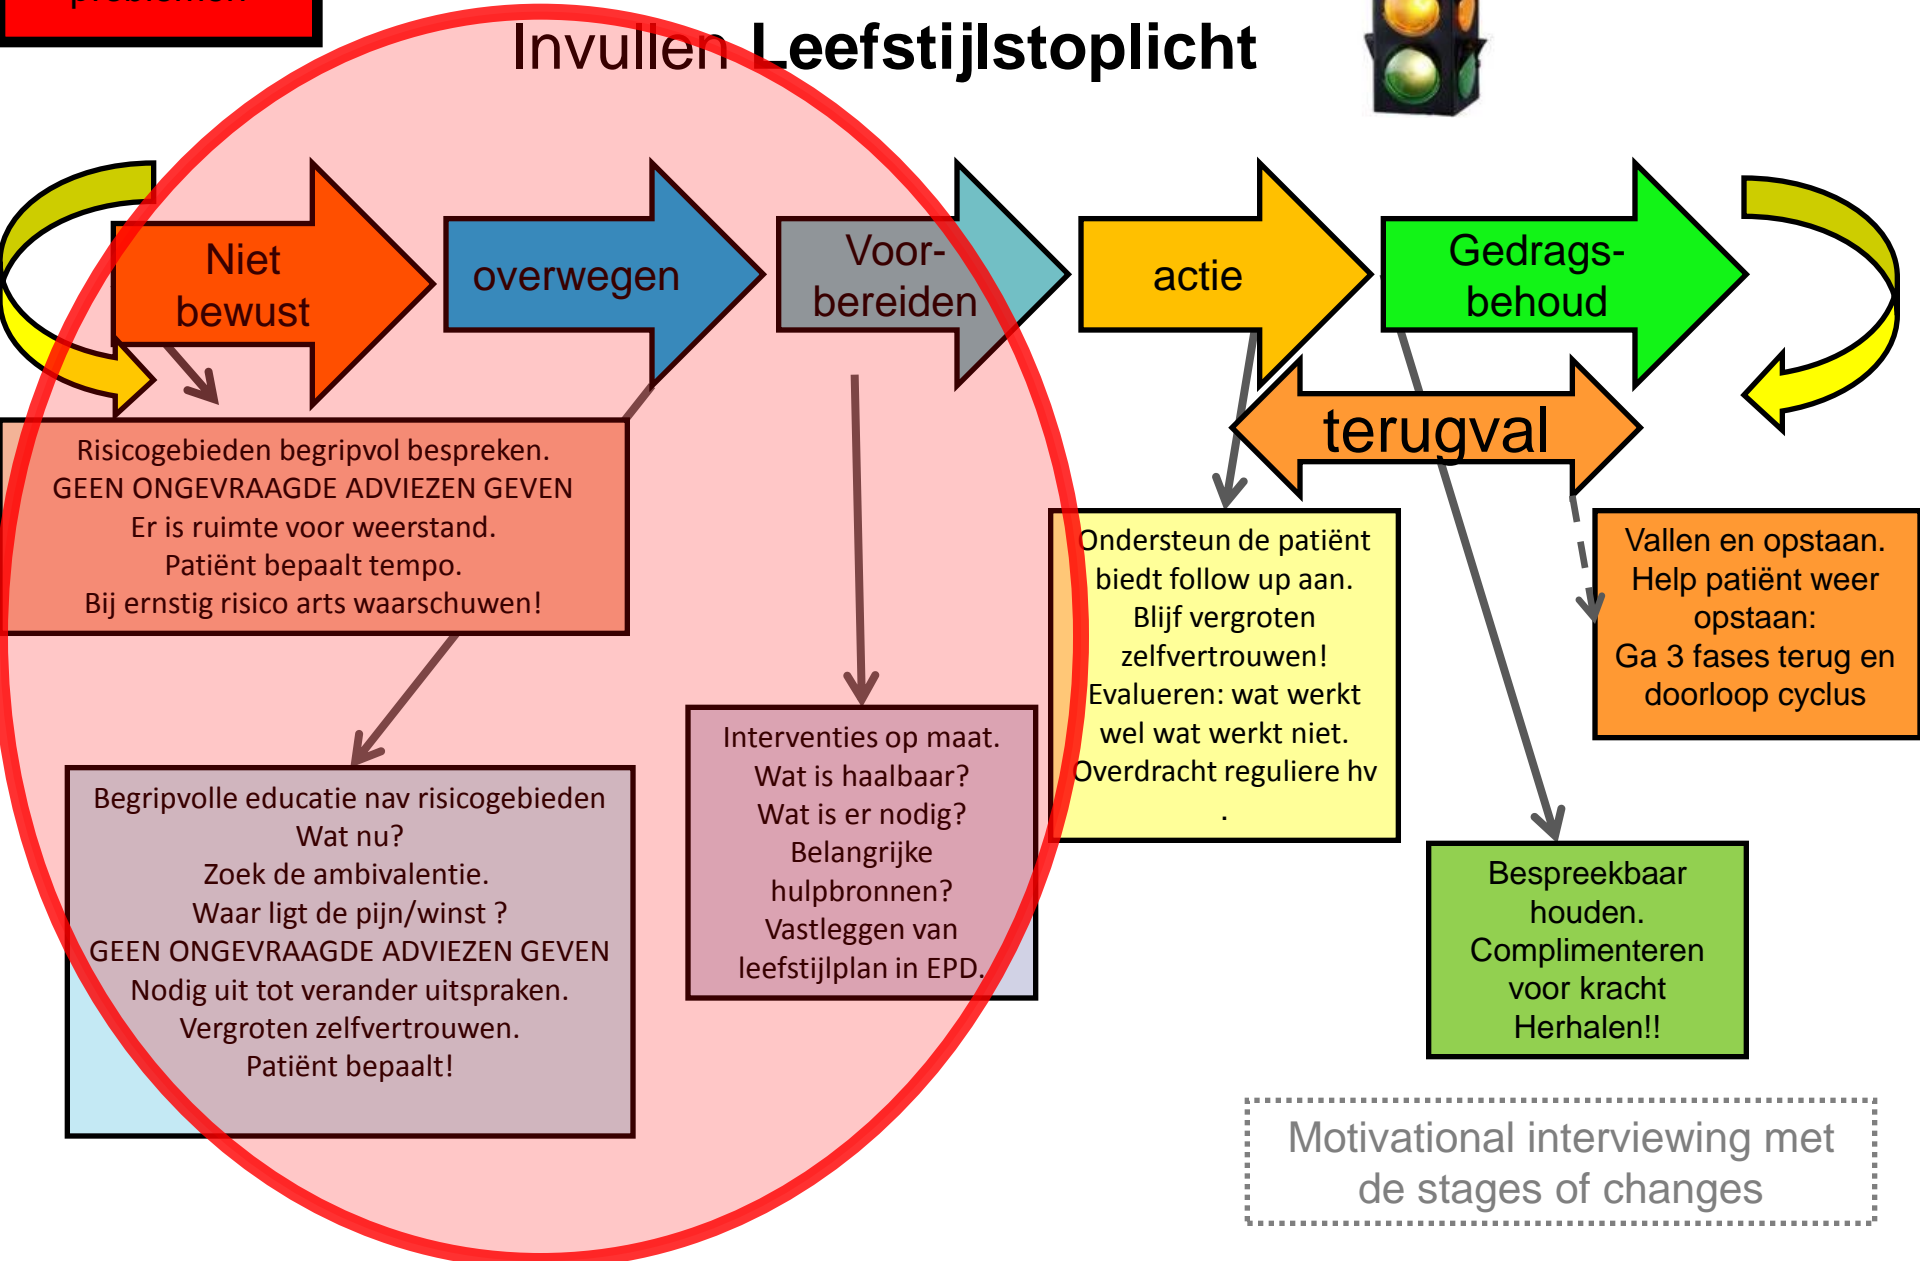 problemen
Invullen Leefstijlstoplicht
Niet
bewust
overwegen
Voor-
bereiden
actie
Gedrags-
behoud
terugval
Risicogebieden begripvol bespreken.
GEEN ONGEVRAAGDE ADVIEZEN GEVEN
Er is ruimte voor weerstand.
Patiënt bepaalt tempo.
Bij ernstig risico arts waarschuwen!
Begripvolle educatie nav risicogebieden
Wat nu?
Zoek de ambivalentie.
Waar ligt de pijn/winst ?
GEEN ONGEVRAAGDE ADVIEZEN GEVEN
Nodig uit tot verander uitspraken.
Vergroten zelfvertrouwen.
Patiënt bepaalt!
Interventies op maat.
Wat is haalbaar?
Wat is er nodig?
Belangrijke
hulpbronnen?
Vastleggen van
leefstijlplan in EPD.
Ondersteun de patiënt
biedt follow up aan.
Blijf vergroten
zelfvertrouwen!
Evalueren: wat werkt
wel wat werkt niet.
Overdracht reguliere hv
.
Vallen en opstaan.
Help patiënt weer
opstaan:
Ga 3 fases terug en
doorloop cyclus
Bespreekbaar
houden.
Complimenteren
voor kracht
Herhalen!!
Motivational interviewing met
de stages of changes